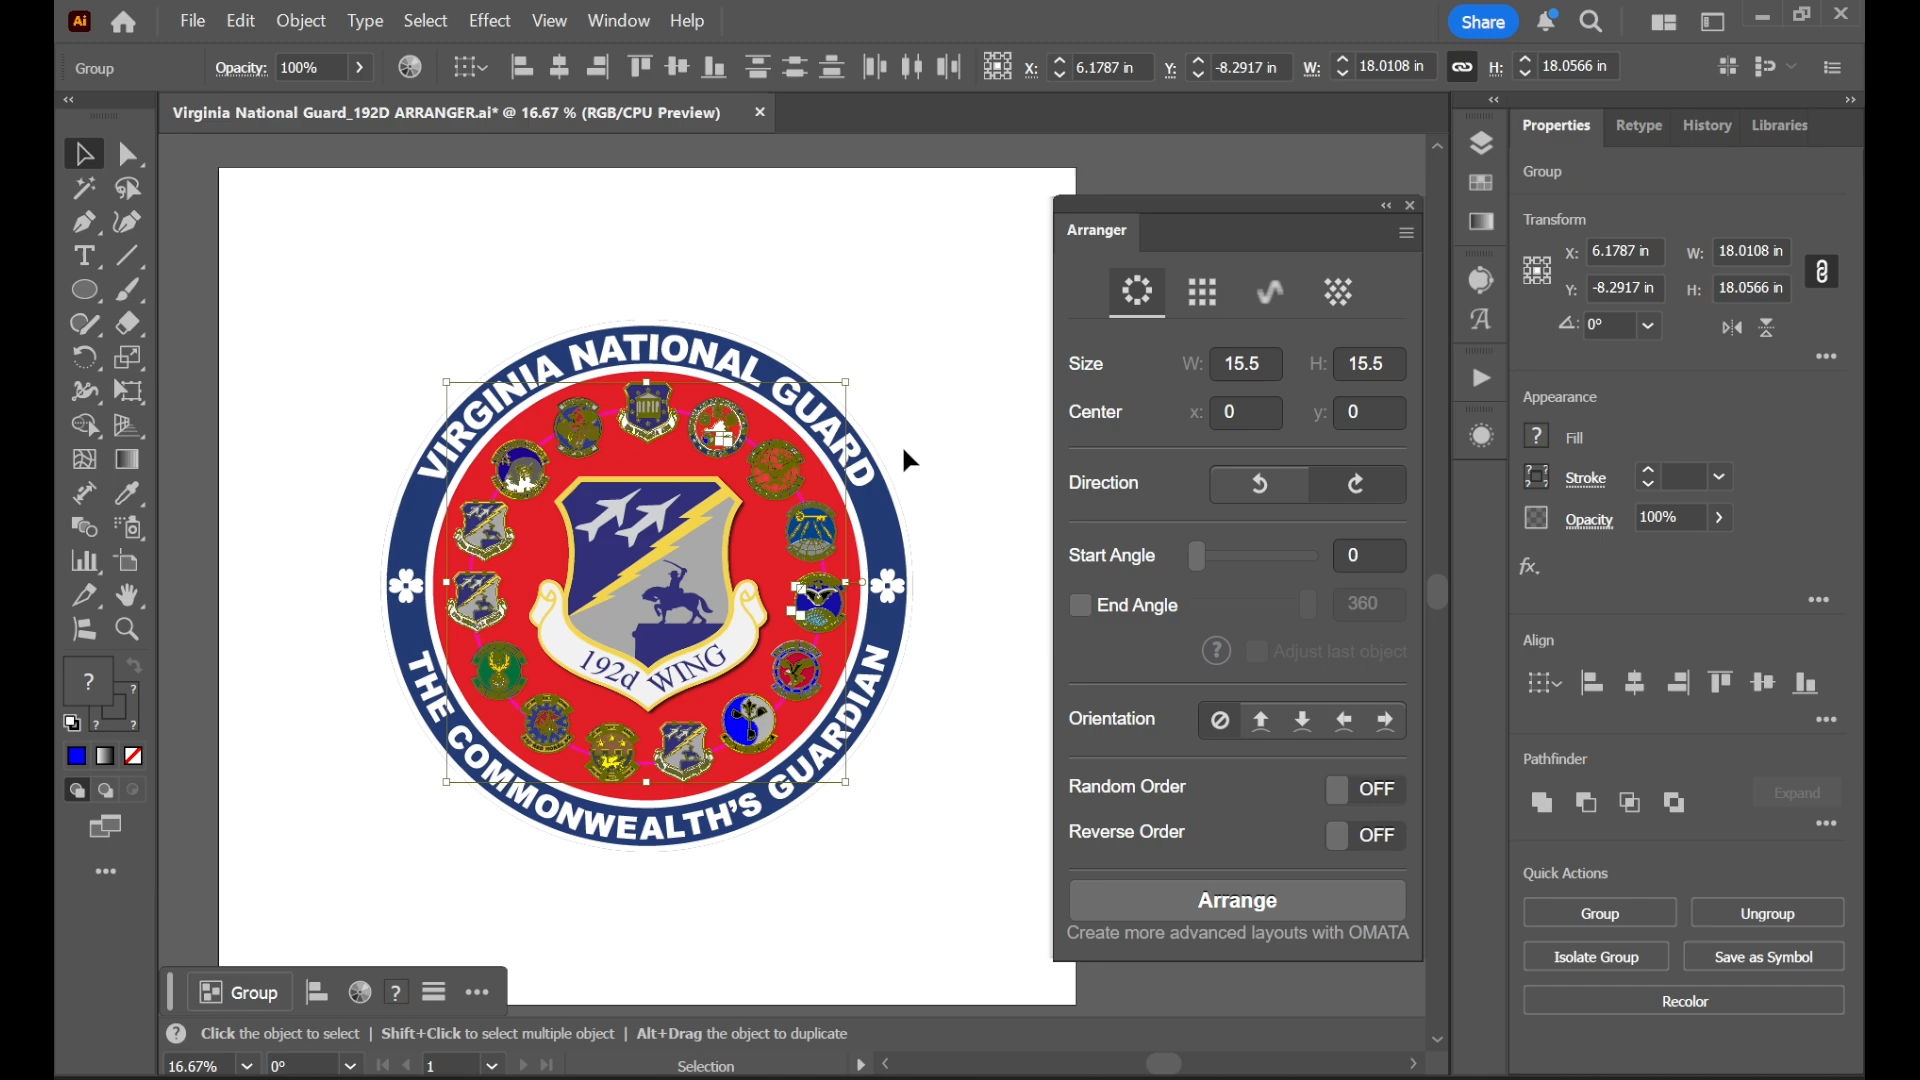 Ai File Edit Object Type Select Effect View Window Help Share
Group Opacity: 100% X: 6.1787 in Y: -8.2917 in W: 18.0108 in H: 18.0566 in
Virginia National Guard_192D ARRANGER.ai* @ 16.67 % (RGB/CPU Preview)
VIRGINIA NATIONAL GUARD
192d WING
THE COMMONWEALTH'S GUARDIAN
Arranger
Size W: 15.5 H: 15.5
Center x: 0 y: 0
Direction
Start Angle 0
End Angle 360
? Adjust last object
Orientation
Random Order OFF
Reverse Order OFF
Arrange
Create more advanced layouts with OMATA
Properties Retype History Libraries
Group
Transform
X: 6.1787 in W: 18.0108 in
Y: -8.2917 in H: 18.0566 in
0°
Appearance
? Fill
Stroke
Opacity 100%
fx.
Align
Pathfinder
Expand
Quick Actions
Group Ungroup
Isolate Group Save as Symbol
Recolor
Group ?
? Click the object to select | Shift+Click to select multiple object | Alt+Drag the object to duplicate
16.67% 0° 1 Selection